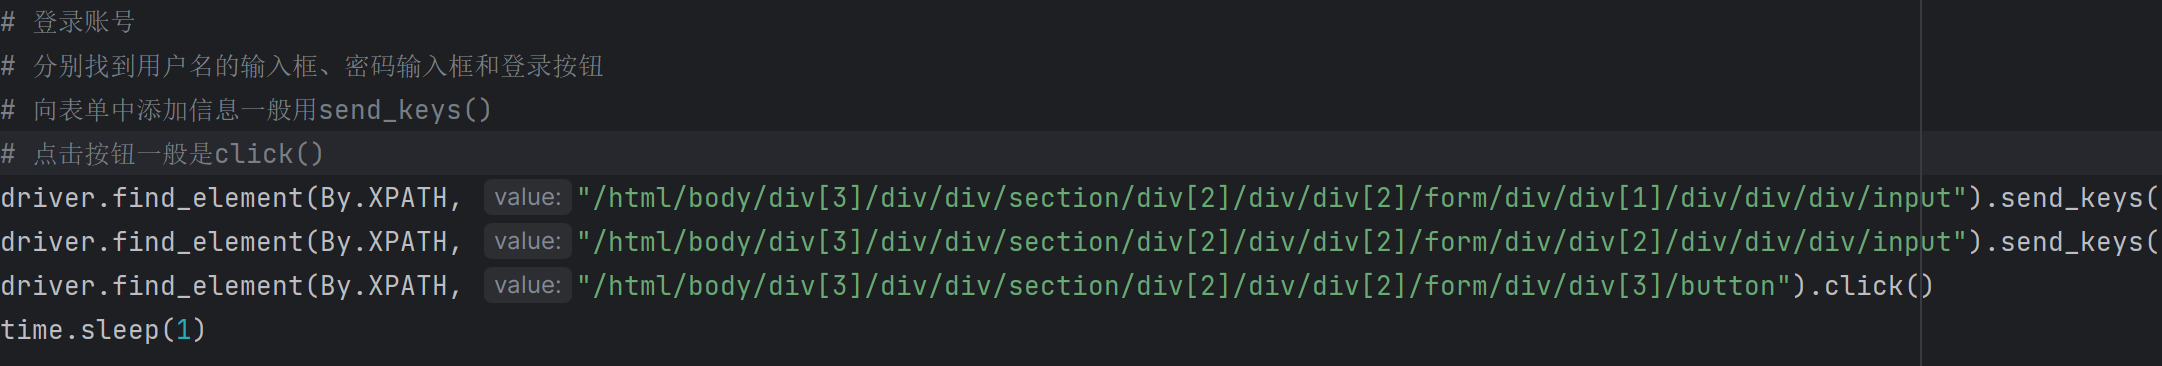 # 登录账号
# 分别找到用户名的输入框、密码输入框和登录按钮
# 向表单中添加信息一般用send_keys()
# 点击按钮一般是click()
driver.find_element(By.XPATH, value: "/html/body/div[3]/div/div/section/div[2]/div/div[2]/form/div/div[1]/div/div/div/input").send_keys(
driver.find_element(By.XPATH, value: "/html/body/div[3]/div/div/section/div[2]/div/div[2]/form/div/div[2]/div/div/div/input").send_keys(
driver.find_element(By.XPATH, value: "/html/body/div[3]/div/div/section/div[2]/div/div[2]/form/div/div[3]/button").click()
time.sleep(1)